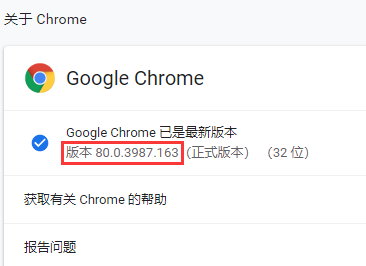 关于 Chrome
Google Chrome
Google Chrome 已是最新版本
版本 80.0.3987.163（正式版本） （32 位）
获取有关 Chrome 的帮助
报告问题